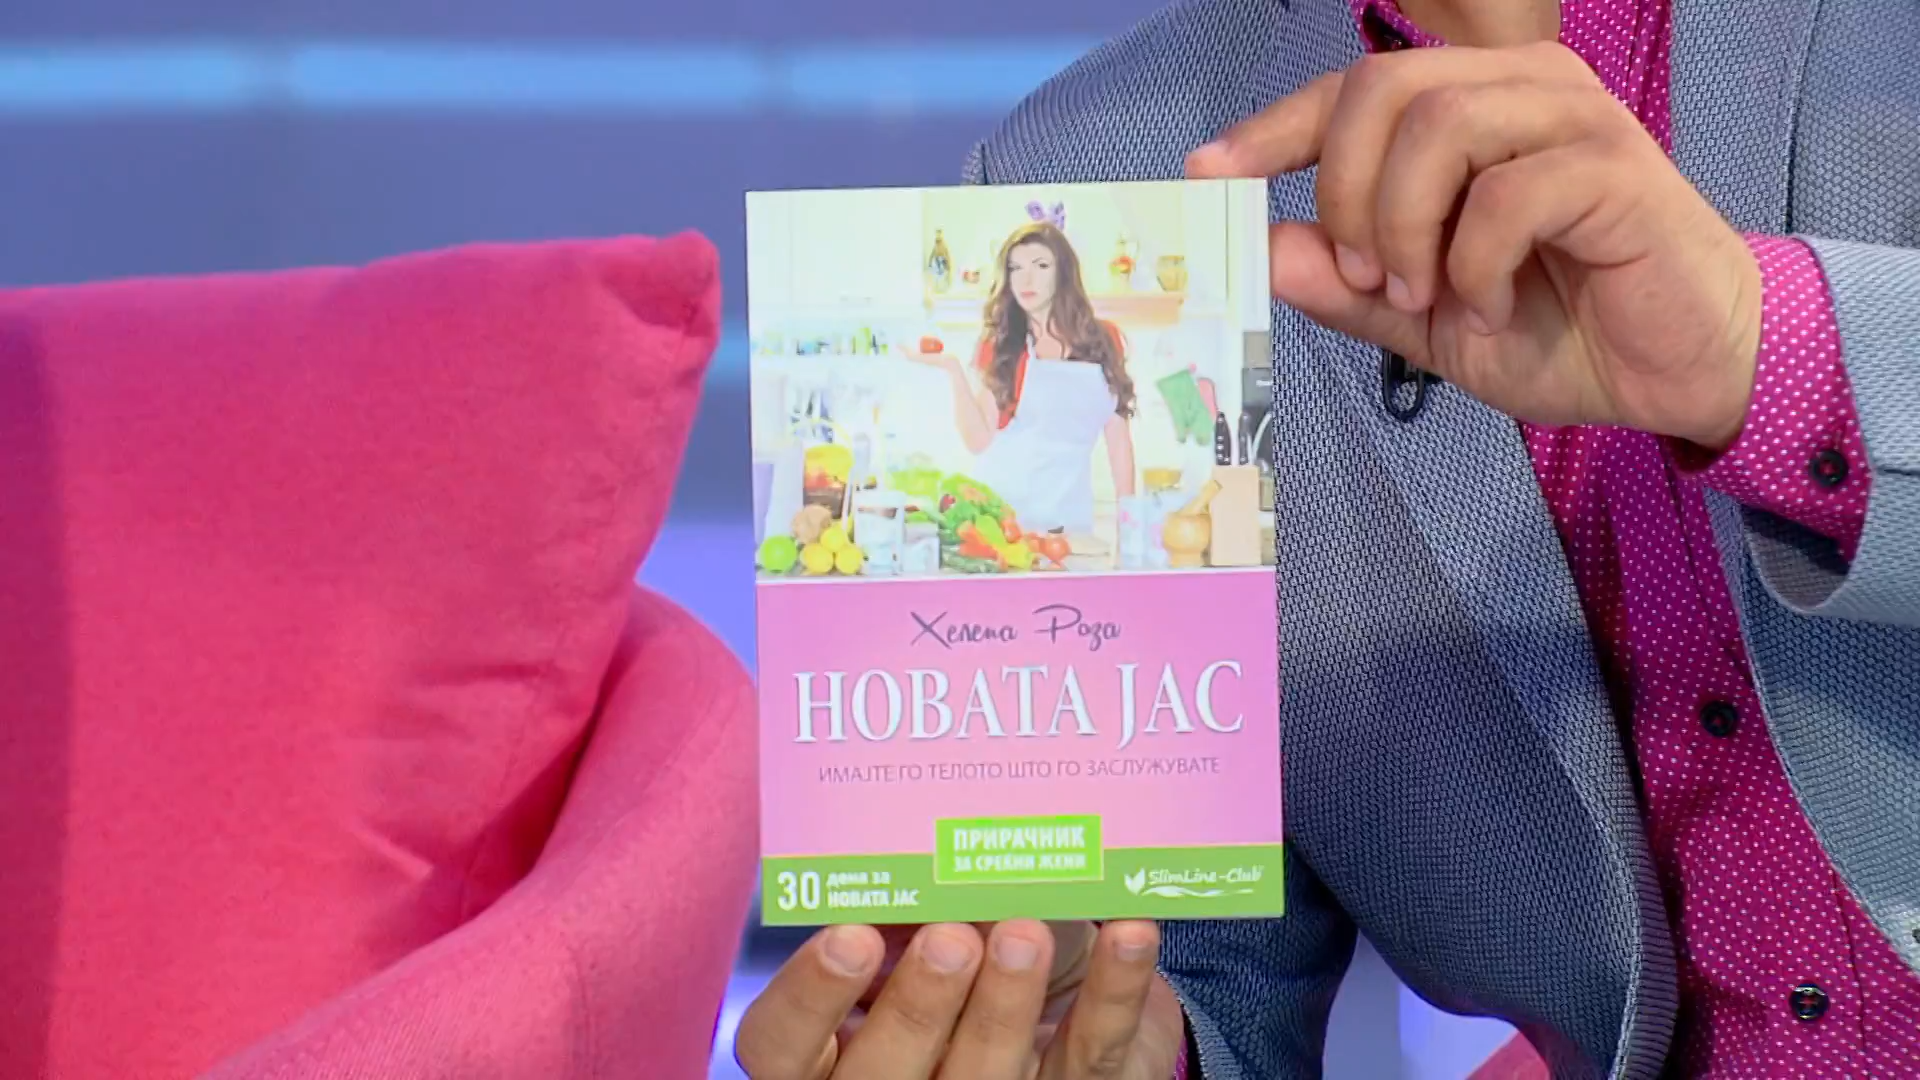 Хелена Роза
НОВАТА ЈАС
ИМАЈТЕ ГО ТЕЛОТО ШТО ГО ЗАСЛУЖУВАТЕ
ПРИРАЧНИК
ЗА СРЕЌНИ ЖЕНИ
30 дена за
НОВАТА ЈАС
SlimLine-Club